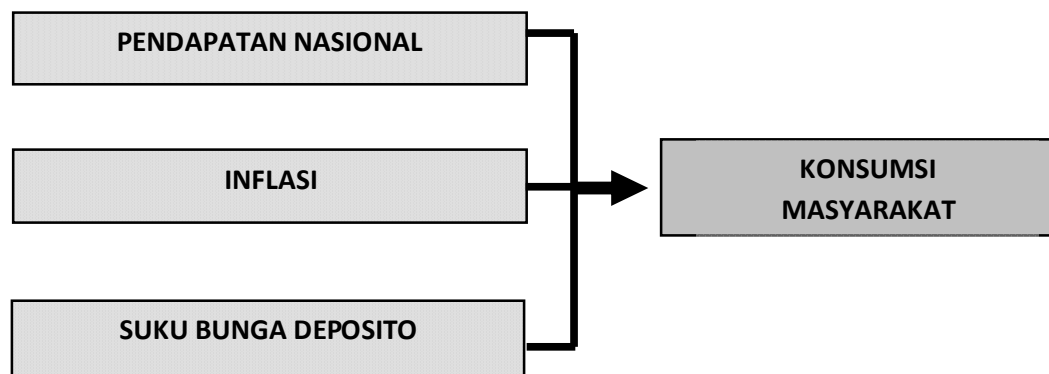 PENDAPATAN NASIONAL
INFLASI
KONSUMSI
MASYARAKAT
SUKU BUNGA DEPOSITO